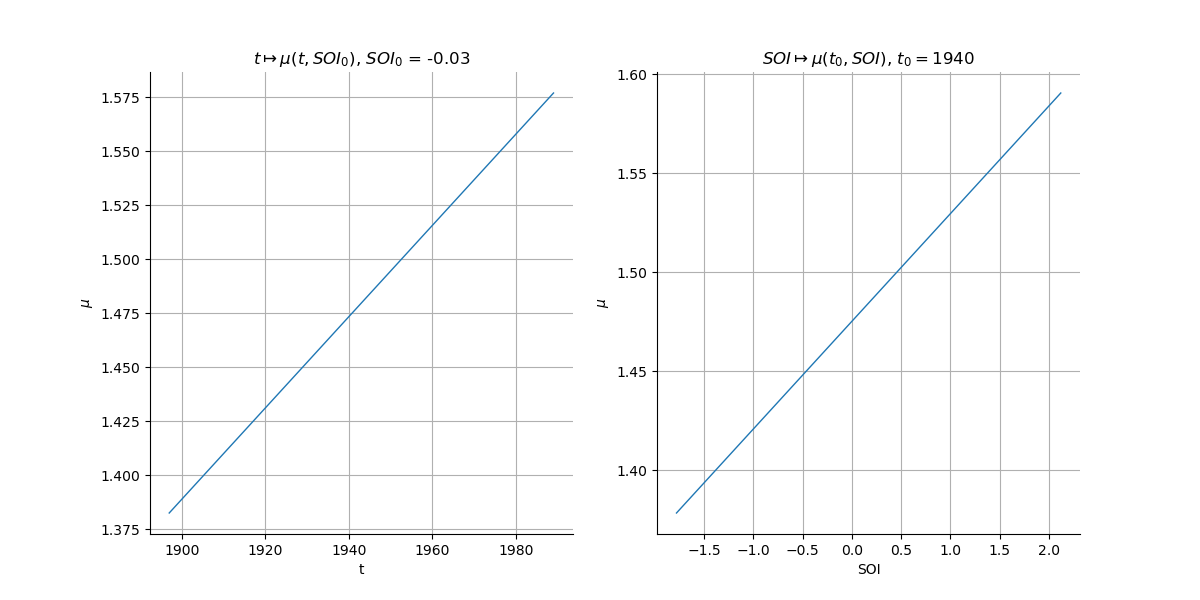 t ↦ μ(t, SOI₀), SOI₀ = -0.03
1.575
1.550
1.525
1.500
1.475
1.450
1.425
1.400
1.375
μ
1900 1920 1940 1960 1980
t
SOI ↦ μ(t₀, SOI), t₀ = 1940
1.60
1.55
1.50
1.45
1.40
μ
−1.5 −1.0 −0.5 0.0 0.5 1.0 1.5 2.0
SOI